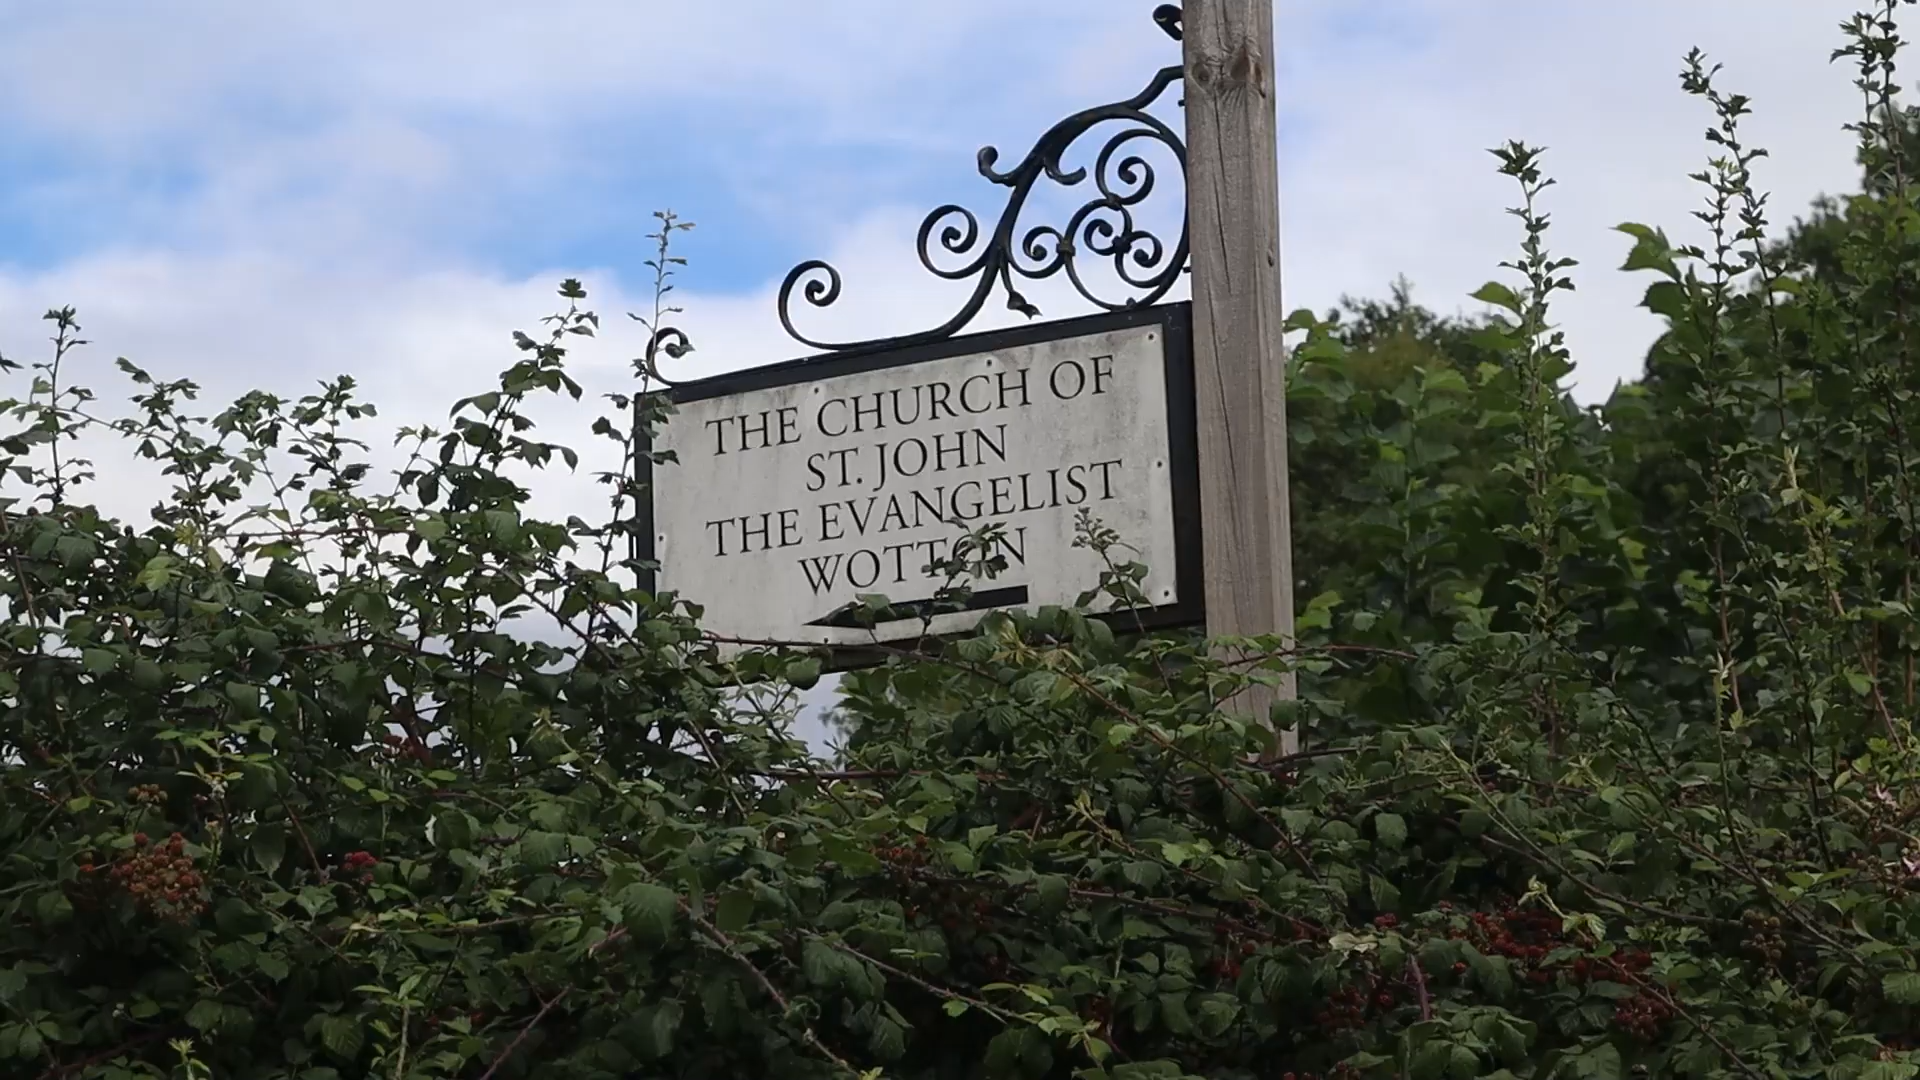 THE CHURCH OF
ST. JOHN
THE EVANGELIST
WOTTON